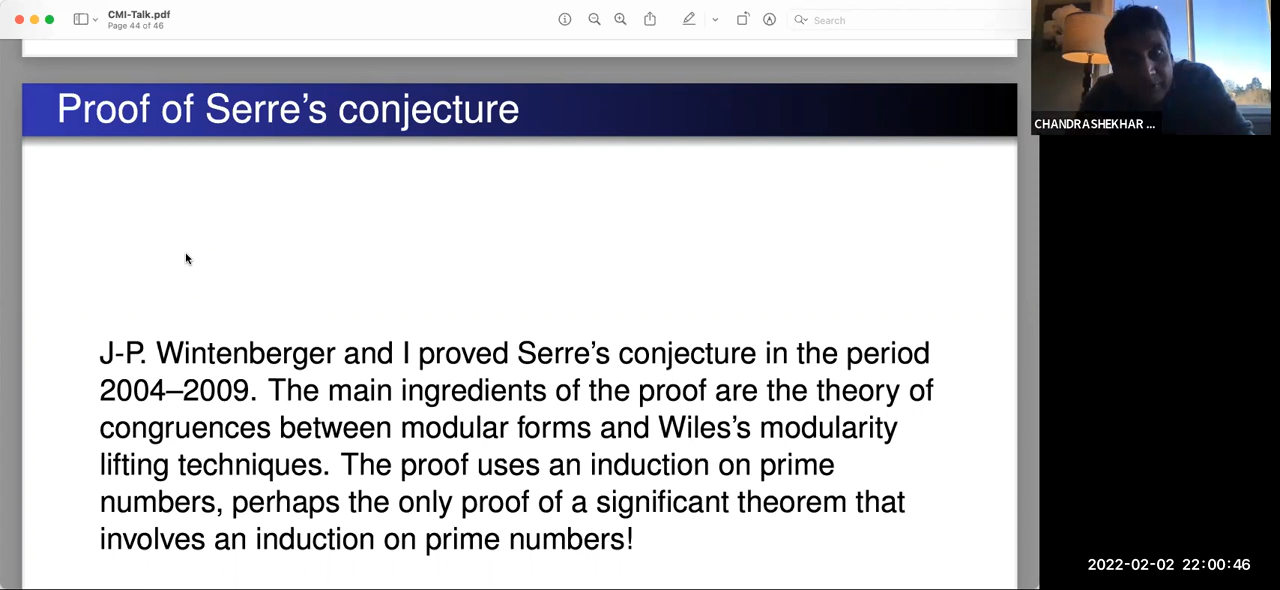 CMI-Talk.pdf
Page 44 of 46
Search
CHANDRASHEKHAR ...
Proof of Serre's conjecture
J-P. Wintenberger and I proved Serre's conjecture in the period
2004–2009. The main ingredients of the proof are the theory of
congruences between modular forms and Wiles's modularity
lifting techniques. The proof uses an induction on prime
numbers, perhaps the only proof of a significant theorem that
involves an induction on prime numbers!
2022-02-02 22:00:46